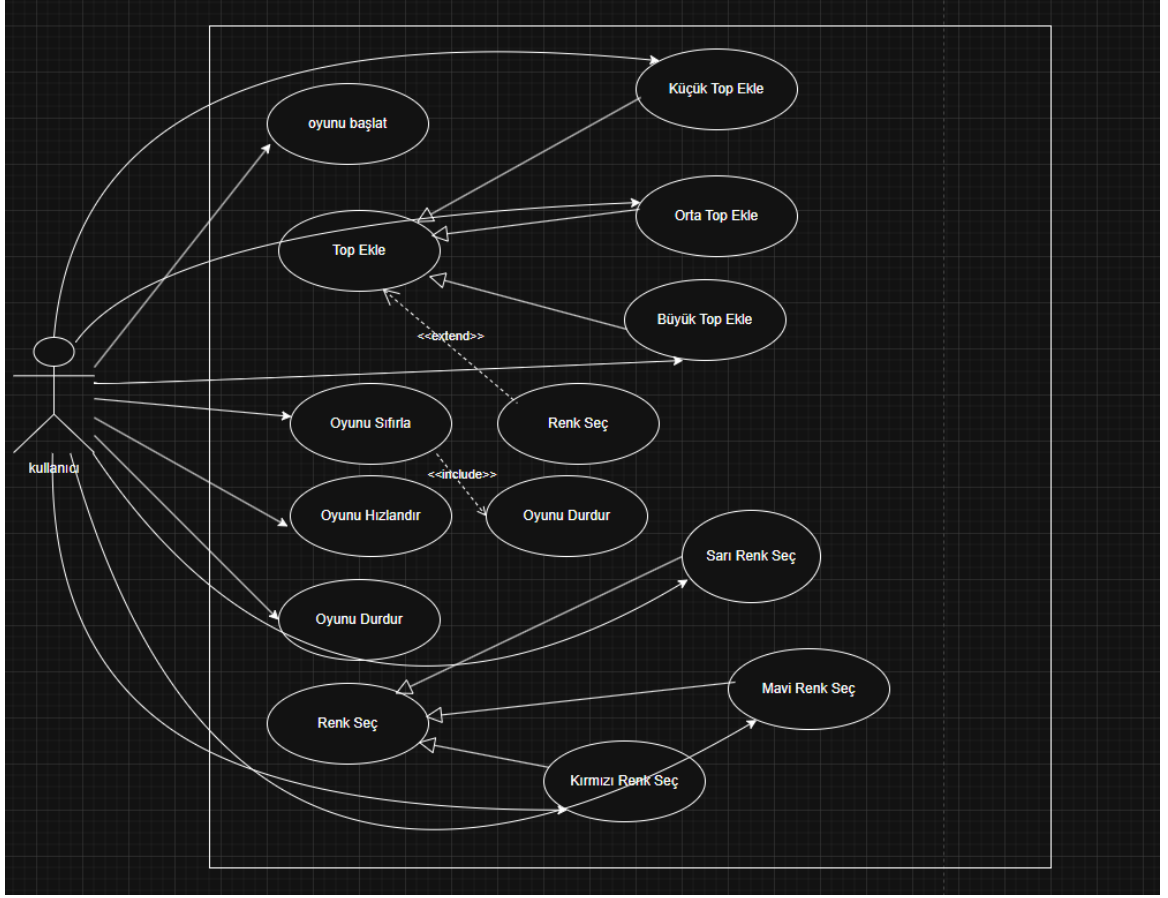 Küçük Top Ekle
oyunu başlat
Orta Top Ekle
Top Ekle
Büyük Top Ekle
<<extend>>
Oyunu Sıfırla
Renk Seç
kullanıcı
<<include>>
Oyunu Hızlandır
Oyunu Durdur
Sarı Renk Seç
Oyunu Durdur
Mavi Renk Seç
Renk Seç
Kırmızı Renk Seç